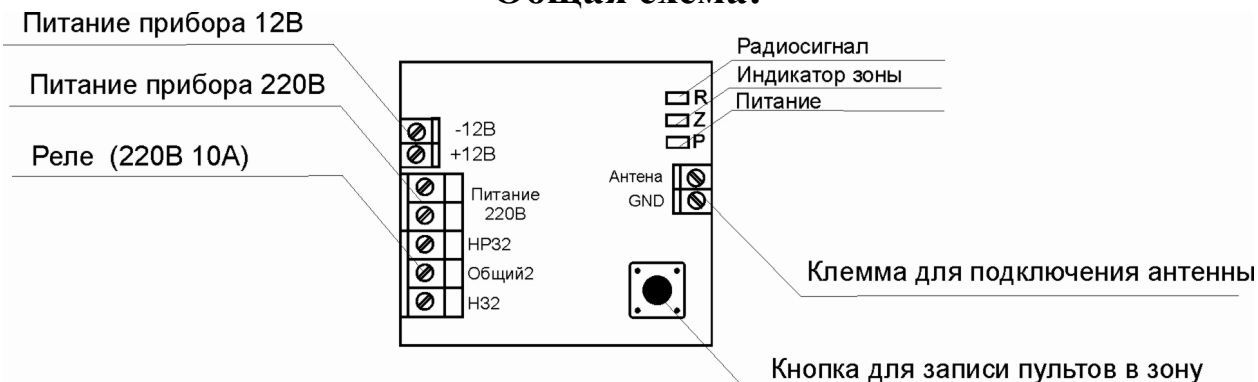 Общая схема:
Питание прибора 12В
Питание прибора 220В
Реле (220В 10А)
-12В
+12В
Питание
220В
НР32
Общий2
Н32
Радиосигнал
Индикатор зоны
Питание
R
Z
P
Антена
GND
Клемма для подключения антенны
Кнопка для записи пультов в зону